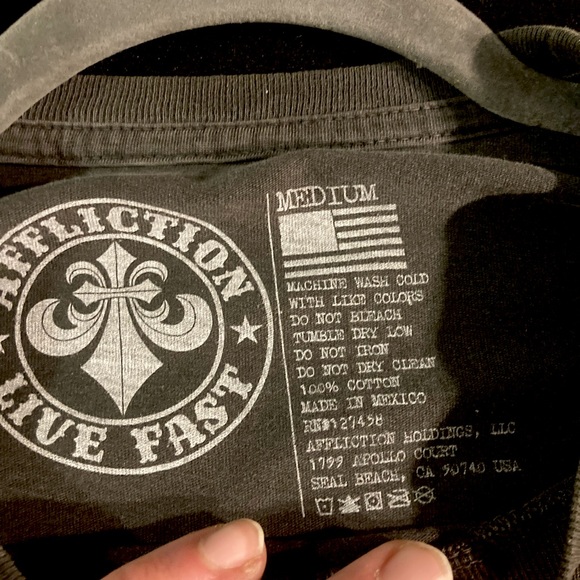 AFFLICTION
LIVE FAST
MEDIUM
MACHINE WASH COLD
WITH LIKE COLORS
DO NOT BLEACH
TUMBLE DRY LOW
DO NOT IRON
DO NOT DRY CLEAN
100% COTTON
MADE IN MEXICO
RN#127458
AFFLICTION HOLDINGS, LLC
1799 APOLLO COURT
SEAL BEACH, CA 90740 USA